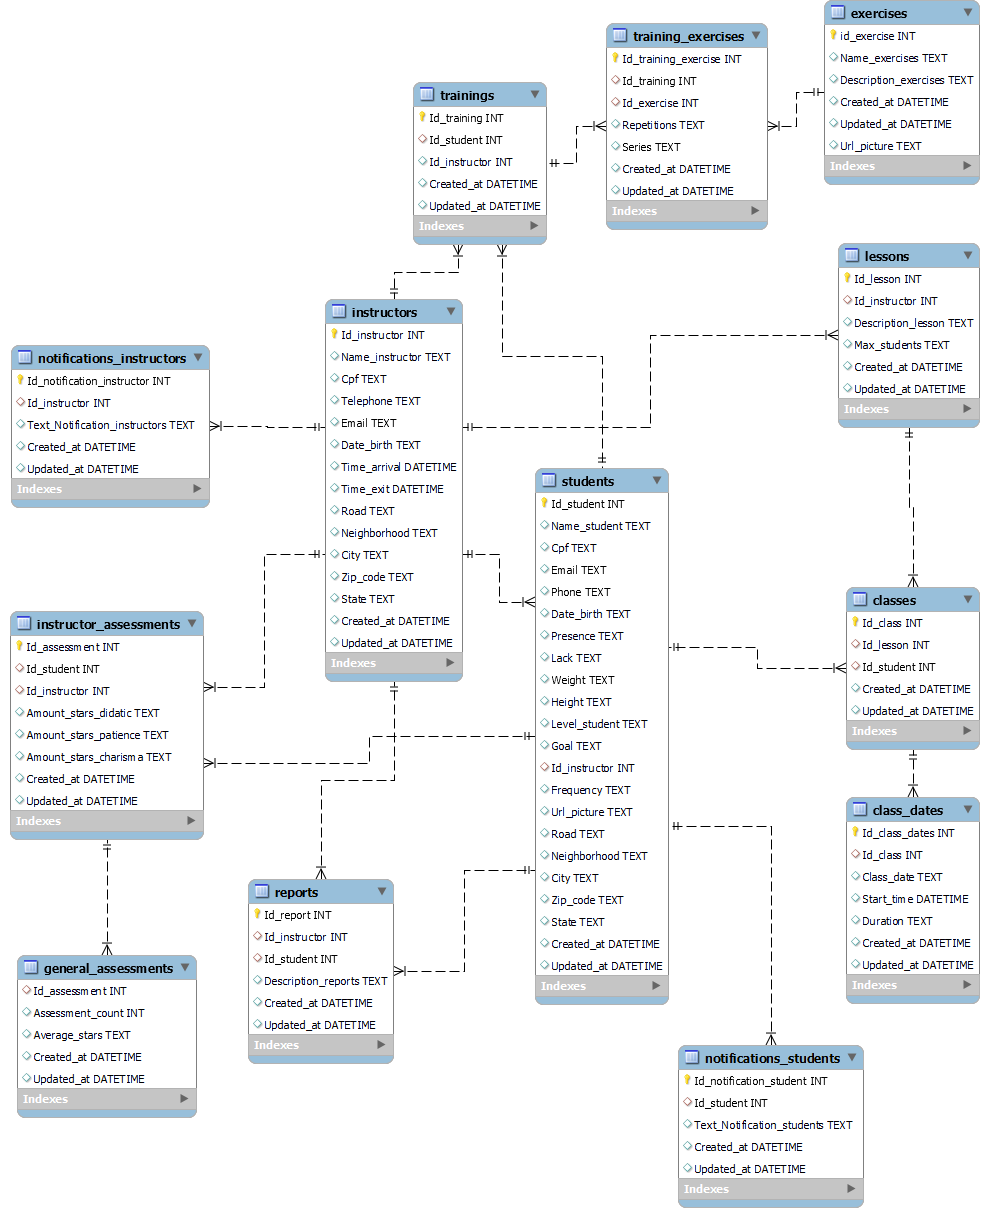 exercises
id_exercise INT
Name_exercises TEXT
Description_exercises TEXT
Created_at DATETIME
Updated_at DATETIME
Url_picture TEXT
Indexes
training_exercises
Id_training_exercise INT
Id_training INT
Id_exercise INT
Repetitions TEXT
Series TEXT
Created_at DATETIME
Updated_at DATETIME
Indexes
trainings
Id_training INT
Id_student INT
Id_instructor INT
Created_at DATETIME
Updated_at DATETIME
Indexes
lessons
Id_lesson INT
Id_instructor INT
Description_lesson TEXT
Max_students TEXT
Created_at DATETIME
Updated_at DATETIME
Indexes
instructors
Id_instructor INT
Name_instructor TEXT
Cpf TEXT
Telephone TEXT
Email TEXT
Date_birth TEXT
Time_arrival DATETIME
Time_exit DATETIME
Road TEXT
Neighborhood TEXT
City TEXT
Zip_code TEXT
State TEXT
Created_at DATETIME
Updated_at DATETIME
Indexes
notifications_instructors
Id_notification_instructor INT
Id_instructor INT
Text_Notification_instructors TEXT
Created_at DATETIME
Updated_at DATETIME
Indexes
students
Id_student INT
Name_student TEXT
Cpf TEXT
Email TEXT
Phone TEXT
Date_birth TEXT
Presence TEXT
Lack TEXT
Weight TEXT
Height TEXT
Level_student TEXT
Goal TEXT
Id_instructor INT
Frequency TEXT
Url_picture TEXT
Road TEXT
Neighborhood TEXT
City TEXT
Zip_code TEXT
State TEXT
Created_at DATETIME
Updated_at DATETIME
Indexes
classes
Id_class INT
Id_lesson INT
Id_student INT
Created_at DATETIME
Updated_at DATETIME
Indexes
instructor_assessments
Id_assessment INT
Id_student INT
Id_instructor INT
Amount_stars_didatic TEXT
Amount_stars_patience TEXT
Amount_stars_charisma TEXT
Created_at DATETIME
Updated_at DATETIME
Indexes
class_dates
Id_class_dates INT
Id_class INT
Class_date TEXT
Start_time DATETIME
Duration TEXT
Created_at DATETIME
Updated_at DATETIME
Indexes
reports
Id_report INT
Id_instructor INT
Id_student INT
Description_reports TEXT
Created_at DATETIME
Updated_at DATETIME
Indexes
general_assessments
Id_assessment INT
Assessment_count INT
Average_stars TEXT
Created_at DATETIME
Updated_at DATETIME
Indexes
notifications_students
Id_notification_student INT
Id_student INT
Text_Notification_students TEXT
Created_at DATETIME
Updated_at DATETIME
Indexes